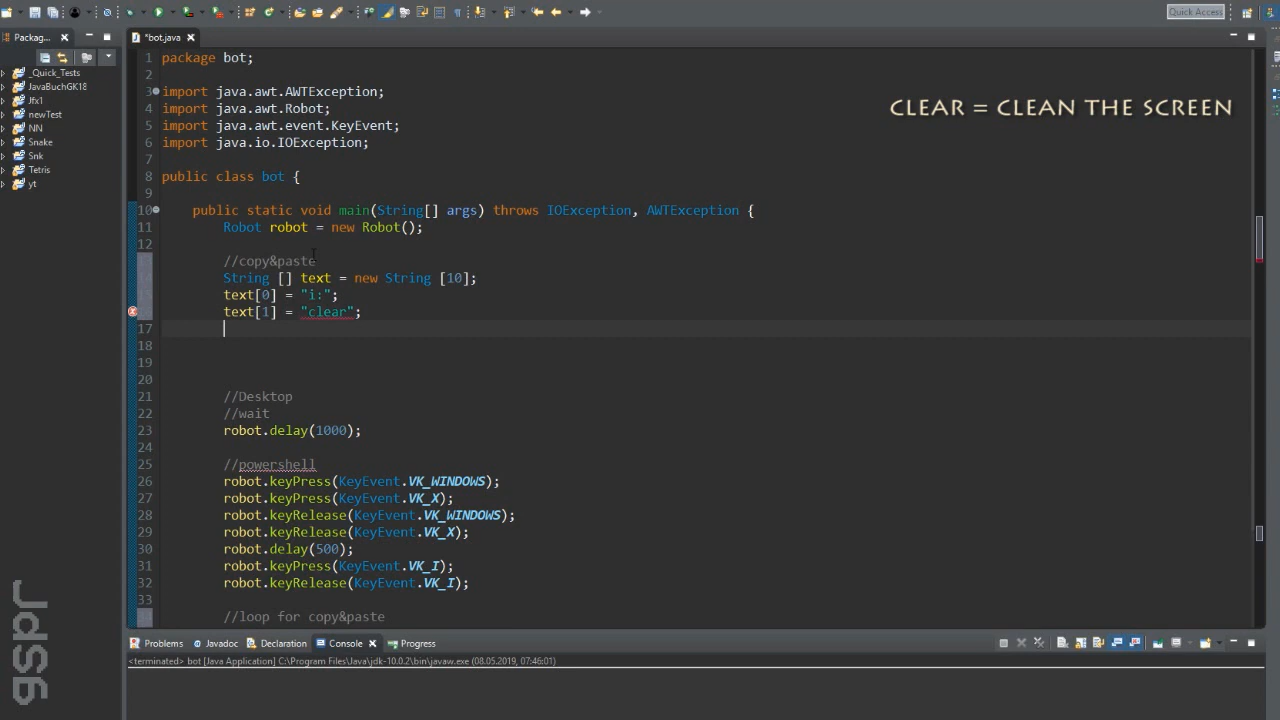 Quick Access
Packag...
*bot.java
_Quick_Tests
JavaBuchGK18
Jfx1
newTest
NN
Snake
Snk
Tetris
yt
CLEAR = CLEAN THE SCREEN
1 package bot;
2
3 import java.awt.AWTException;
4 import java.awt.Robot;
5 import java.awt.event.KeyEvent;
6 import java.io.IOException;
7
8 public class bot {
9
10 public static void main(String[] args) throws IOException, AWTException {
11 Robot robot = new Robot();
12
//copy&paste
14 String [] text = new String [10];
text[0] = "i:";
text[1] = "clear";
17
18
19
20
21 //Desktop
22 //wait
23 robot.delay(1000);
24
25 //powershell
26 robot.keyPress(KeyEvent.VK_WINDOWS);
27 robot.keyPress(KeyEvent.VK_X);
28 robot.keyRelease(KeyEvent.VK_WINDOWS);
29 robot.keyRelease(KeyEvent.VK_X);
30 robot.delay(500);
31 robot.keyPress(KeyEvent.VK_I);
32 robot.keyRelease(KeyEvent.VK_I);
33
//loop for copy&paste
Problems Javadoc Declaration Console Progress
<terminated> bot [Java Application] C:\Program Files\Java\jdk-10.0.2\bin\javaw.exe (08.05.2019, 07:46:01)